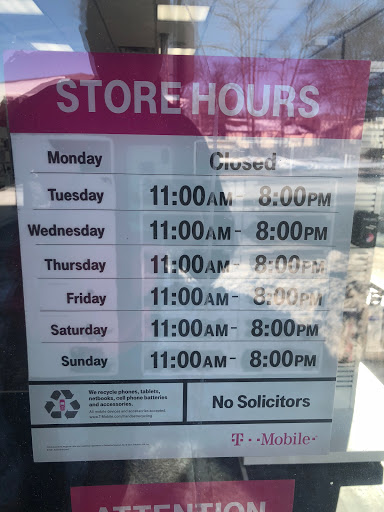 STORE HOURS
Monday Closed
Tuesday 11:00AM - 8:00PM
Wednesday 11:00AM - 8:00PM
Thursday 11:00AM - 8:00PM
Friday 11:00AM - 8:00PM
Saturday 11:00AM - 8:00PM
Sunday 11:00AM - 8:00PM
We recycle phones, tablets,
netbooks, cell phone batteries
and accessories.
No Solicitors
T··Mobile·
ATTENTION